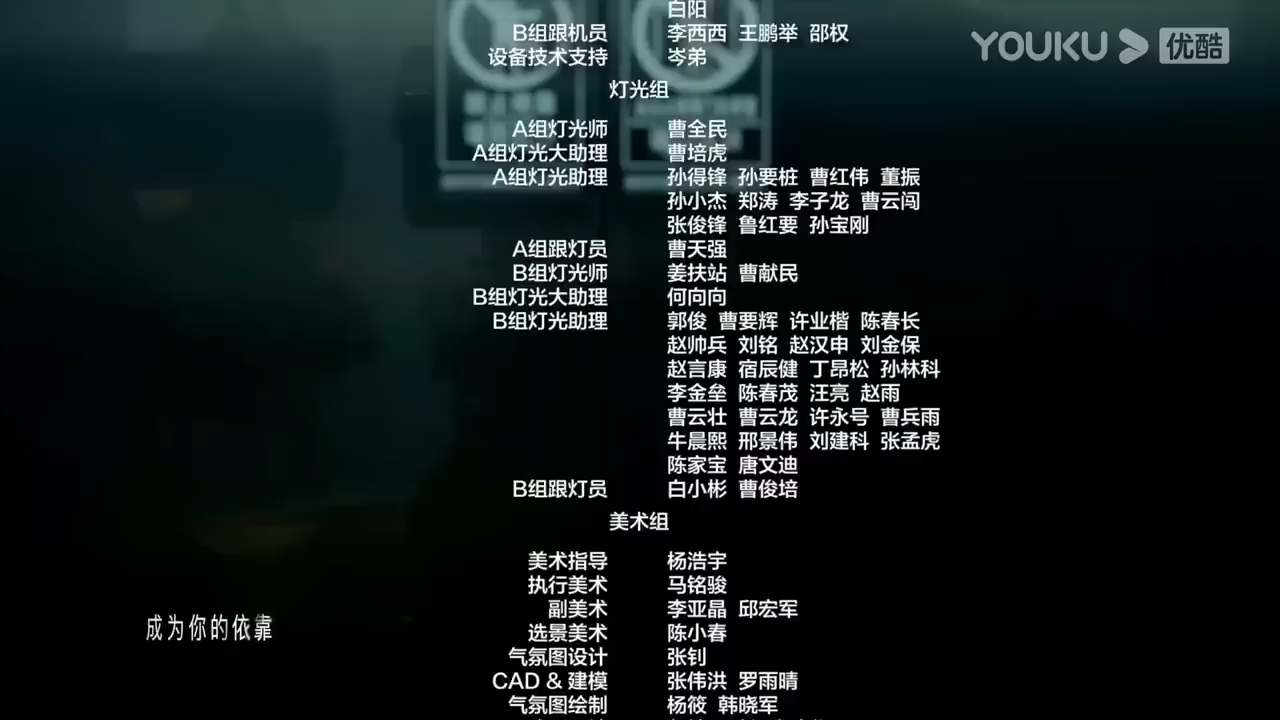 白阳
B组跟机员 李西西 王鹏举 邵权
设备技术支持 岑弟
YOUKU 优酷
灯光组
A组灯光师 曹全民
A组灯光大助理 曹培虎
A组灯光助理 孙得锋 孙要桩 曹红伟 董振
孙小杰 郑涛 李子龙 曹云闯
张俊锋 鲁红要 孙宝刚
A组跟灯员 曹天强
B组灯光师 姜扶站 曹献民
B组灯光大助理 何向向
B组灯光助理 郭俊 曹要辉 许业楷 陈春长
赵帅兵 刘铭 赵汉申 刘金保
赵言康 宿辰健 丁昂松 孙林科
李金垒 陈春茂 汪亮 赵雨
曹云壮 曹云龙 许永号 曹兵雨
牛晨熙 邢景伟 刘建科 张孟虎
陈家宝 唐文迪
B组跟灯员 白小彬 曹俊培
美术组
美术指导 杨浩宇
执行美术 马铭骏
副美术 李亚晶 邱宏军
选景美术 陈小春
成为你的依靠
气氛图设计 张钊
CAD & 建模 张伟洪 罗雨晴
气氛图绘制 杨筱 韩晓军